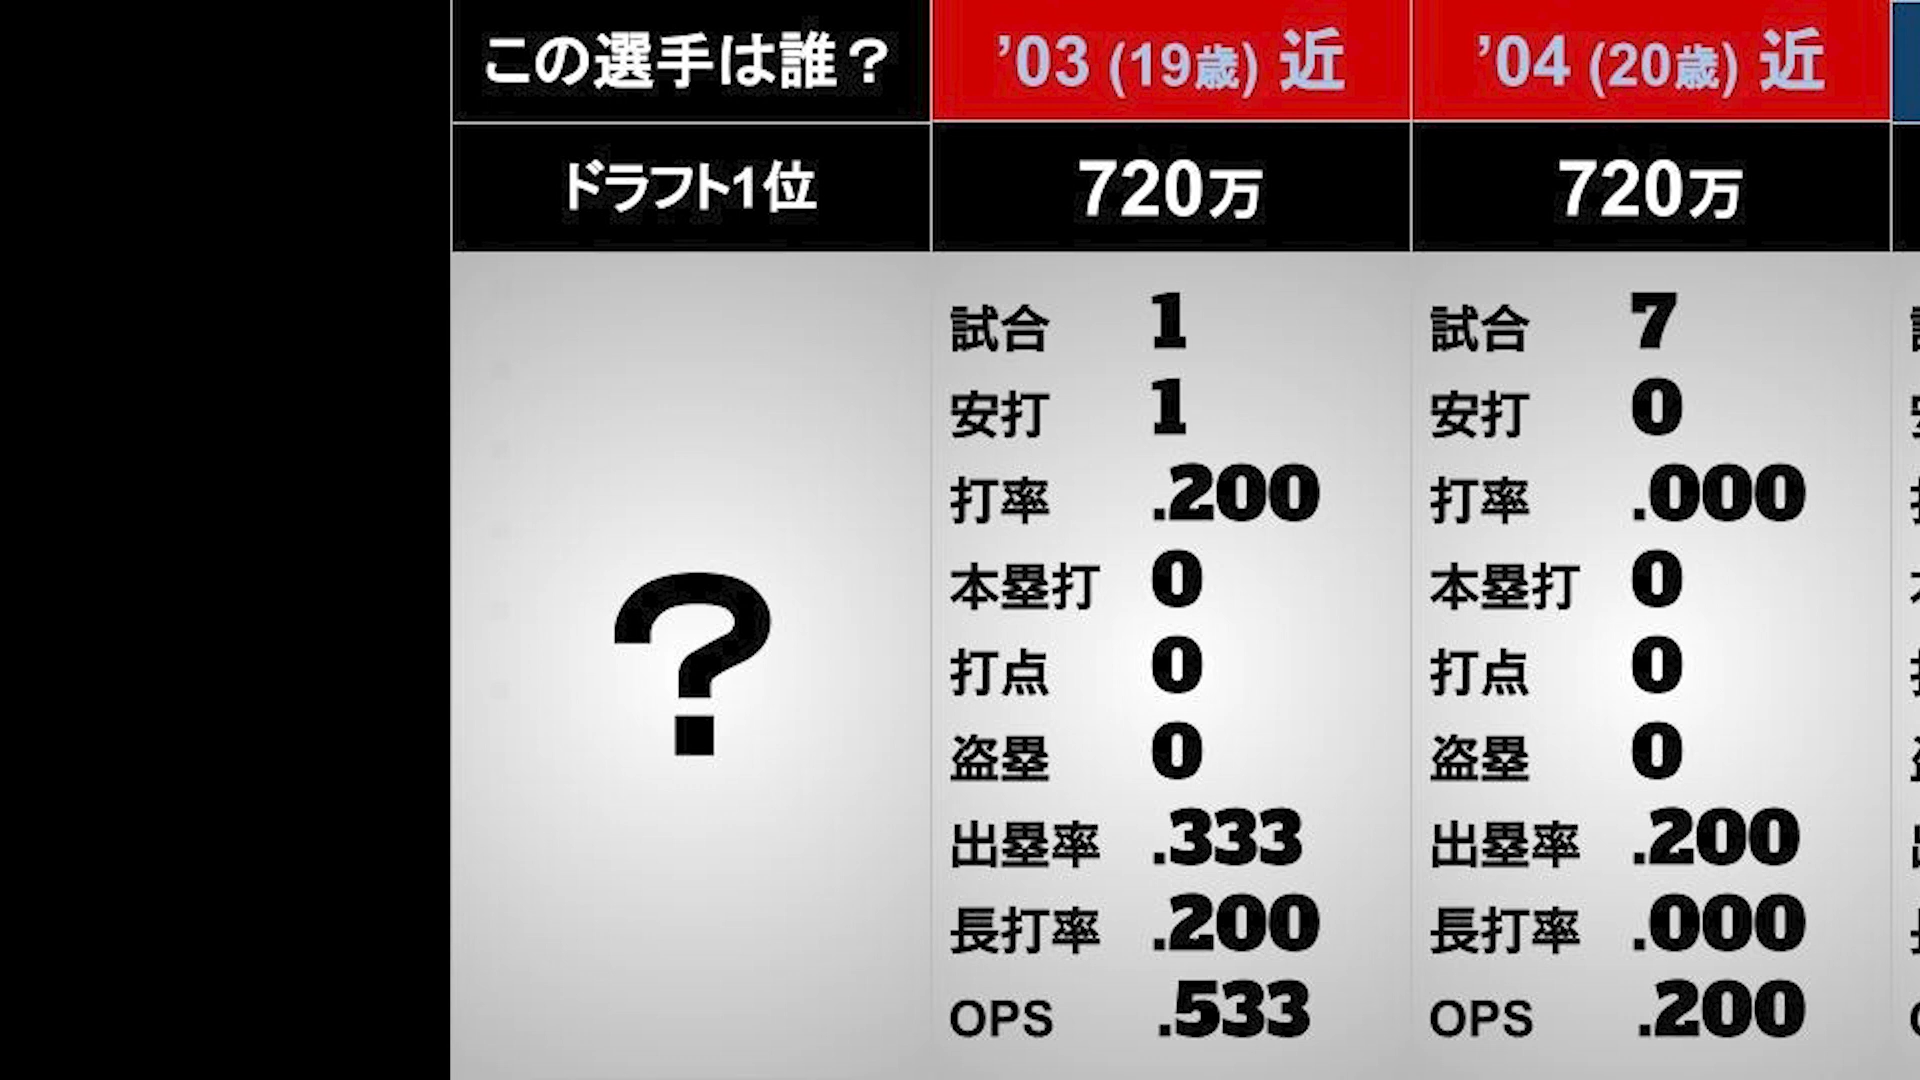 この選手は誰？ ’03 (19歳) 近 ’04 (20歳) 近
ドラフト1位 720万 720万
試合 1 試合 7
安打 1 安打 0
打率 .200 打率 .000
本塁打 0 本塁打 0
?
打点 0 打点 0
盗塁 0 盗塁 0
出塁率 .333 出塁率 .200
長打率 .200 長打率 .000
OPS .533 OPS .200